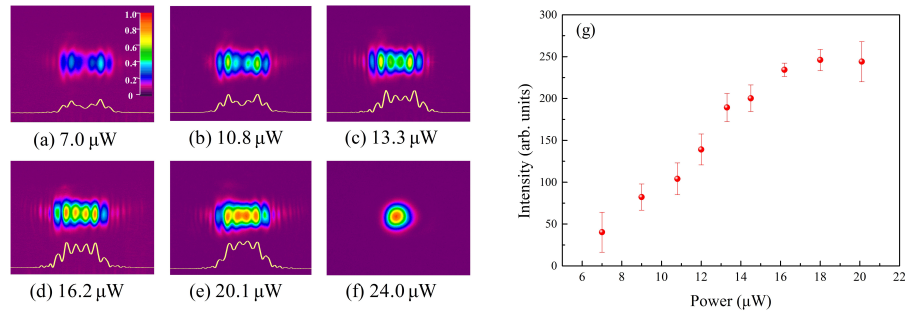 1.0
0.8
0.6
0.4
0.2
0
(a) 7.0 μW
(b) 10.8 μW
(c) 13.3 μW
(d) 16.2 μW
(e) 20.1 μW
(f) 24.0 μW
(g)
300
250
200
150
100
50
0
Intensity (arb. units)
6 8 10 12 14 16 18 20 22
Power (μW)